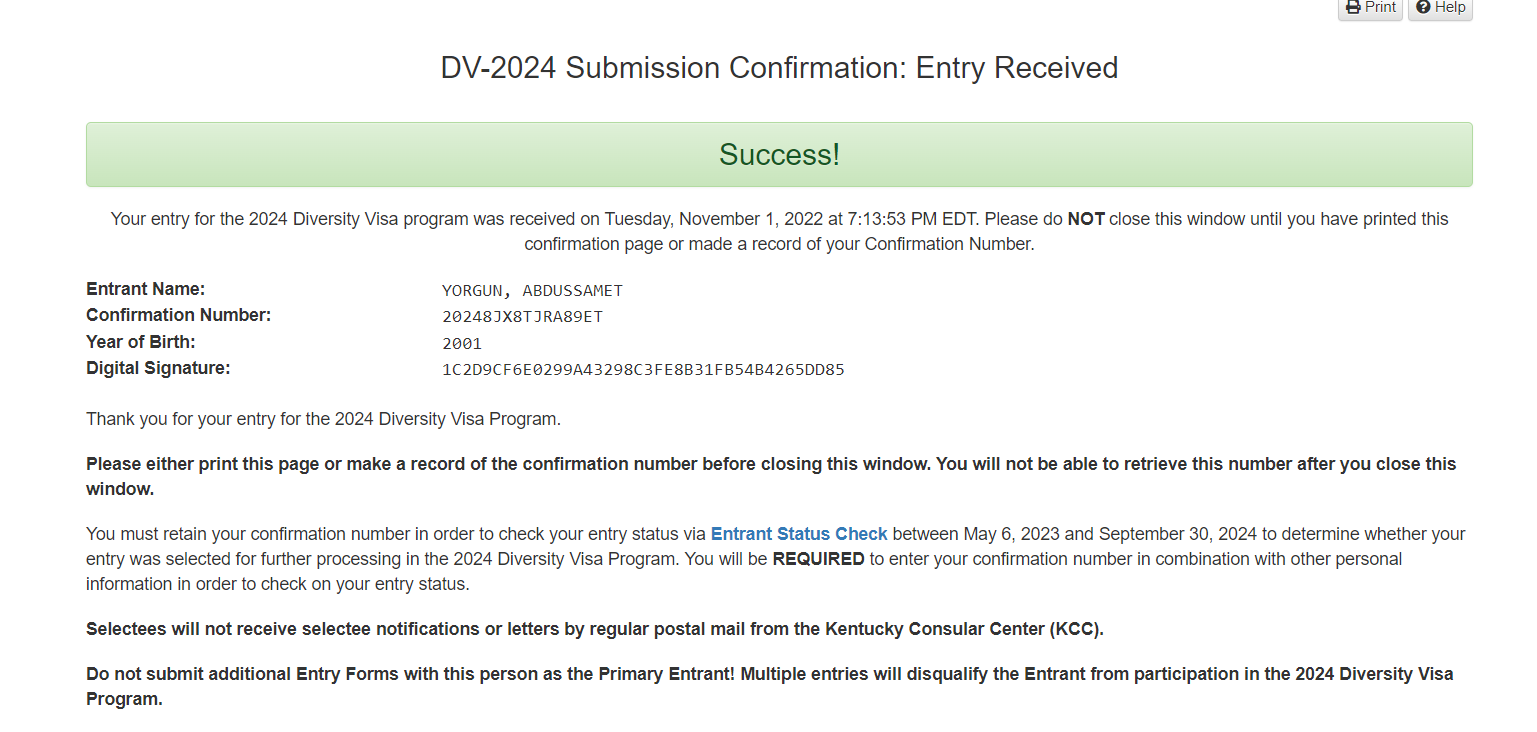 Print Help
DV-2024 Submission Confirmation: Entry Received
Success!
Your entry for the 2024 Diversity Visa program was received on Tuesday, November 1, 2022 at 7:13:53 PM EDT. Please do NOT close this window until you have printed this
confirmation page or made a record of your Confirmation Number.
Entrant Name: YORGUN, ABDUSSAMET
Confirmation Number: 20248JX8TJRA89ET
Year of Birth: 2001
Digital Signature: 1C2D9CF6E0299A43298C3FE8B31FB54B4265DD85
Thank you for your entry for the 2024 Diversity Visa Program.
Please either print this page or make a record of the confirmation number before closing this window. You will not be able to retrieve this number after you close this
window.
You must retain your confirmation number in order to check your entry status via Entrant Status Check between May 6, 2023 and September 30, 2024 to determine whether your
entry was selected for further processing in the 2024 Diversity Visa Program. You will be REQUIRED to enter your confirmation number in combination with other personal
information in order to check on your entry status.
Selectees will not receive selectee notifications or letters by regular postal mail from the Kentucky Consular Center (KCC).
Do not submit additional Entry Forms with this person as the Primary Entrant! Multiple entries will disqualify the Entrant from participation in the 2024 Diversity Visa
Program.